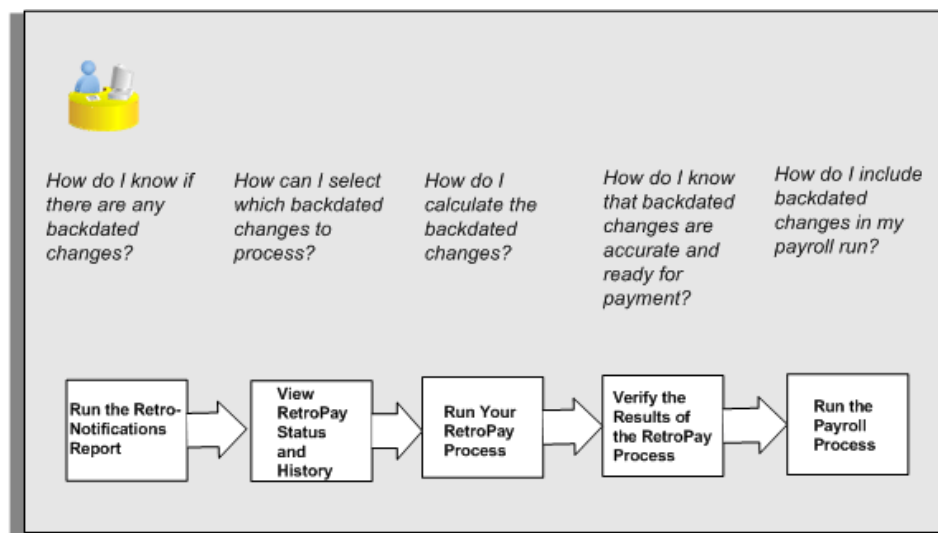 How do I know if
there are any
backdated
changes?
How can I select
which backdated
changes to
process?
How do I
calculate the
backdated
changes?
How do I know
that backdated
changes are
accurate and
ready for
payment?
How do I include
backdated
changes in my
payroll run?
Run the Retro-
Notifications
Report
View
RetroPay
Status
and
History
Run Your
RetroPay
Process
Verify the
Results of
the RetroPay
Process
Run the
Payroll
Process